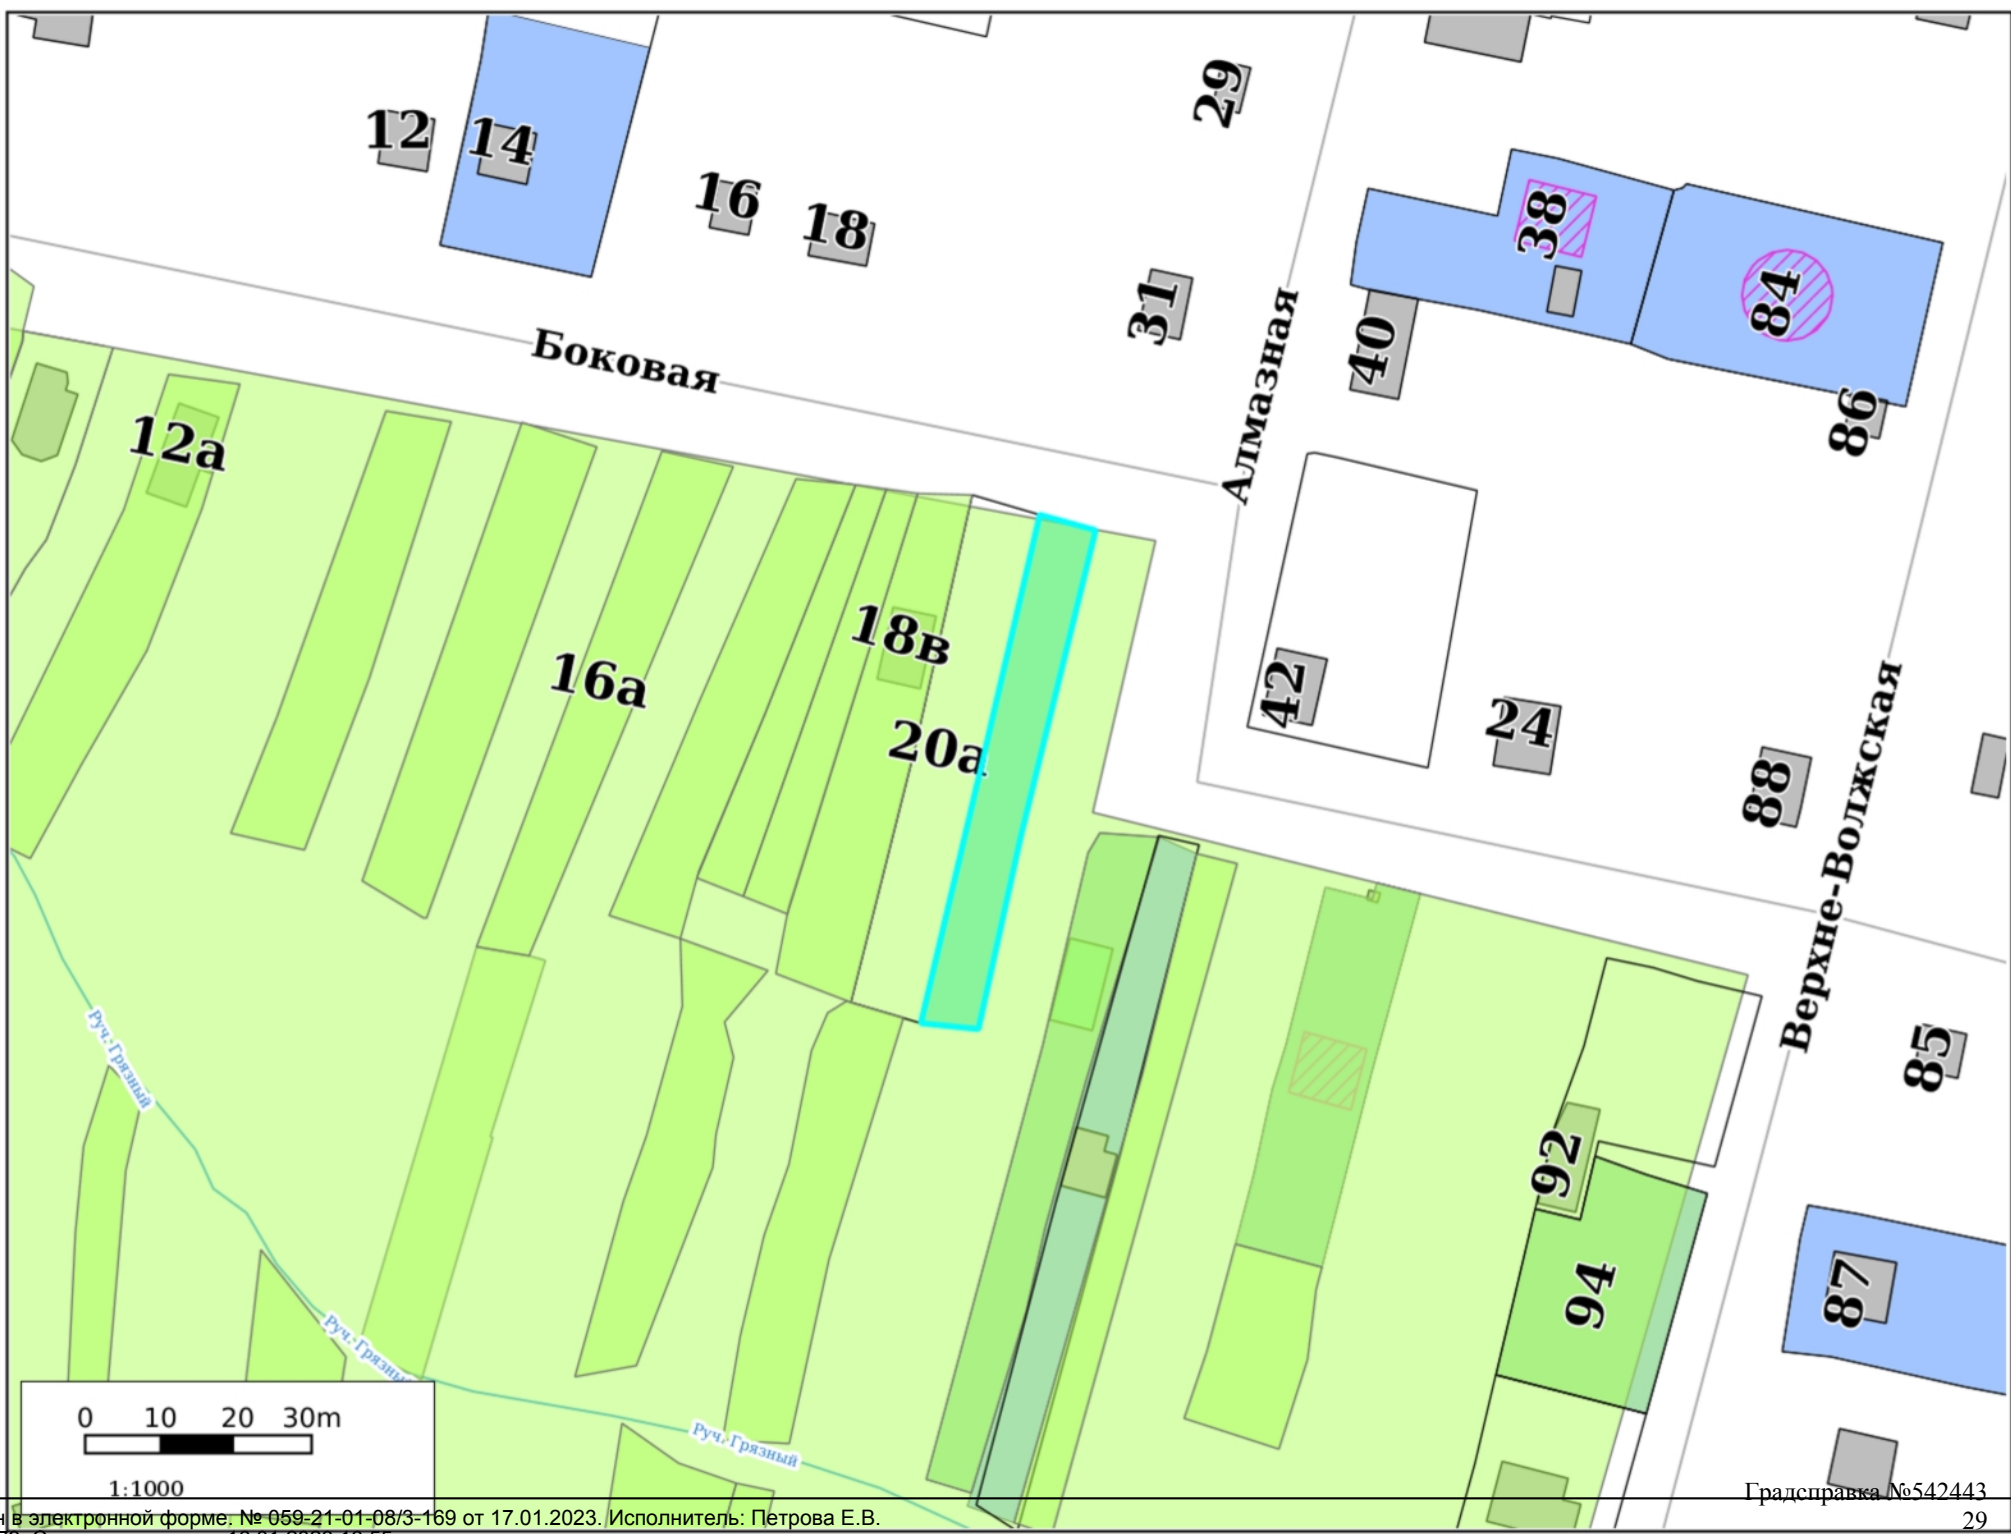 29
12
14
16
18
38
84
31
40
86
Боковая
Алмазная
12а
18в
16а
20а
42
24
88
Верхне-Волжская
Руч. Грязный
85
92
94
87
Руч. Грязный
Руч. Грязный
0 10 20 30m
1:1000
Градсправка №542443
в электронной форме. № 059-21-01-08/3-169 от 17.01.2023. Исполнитель: Петрова Е.В.
29